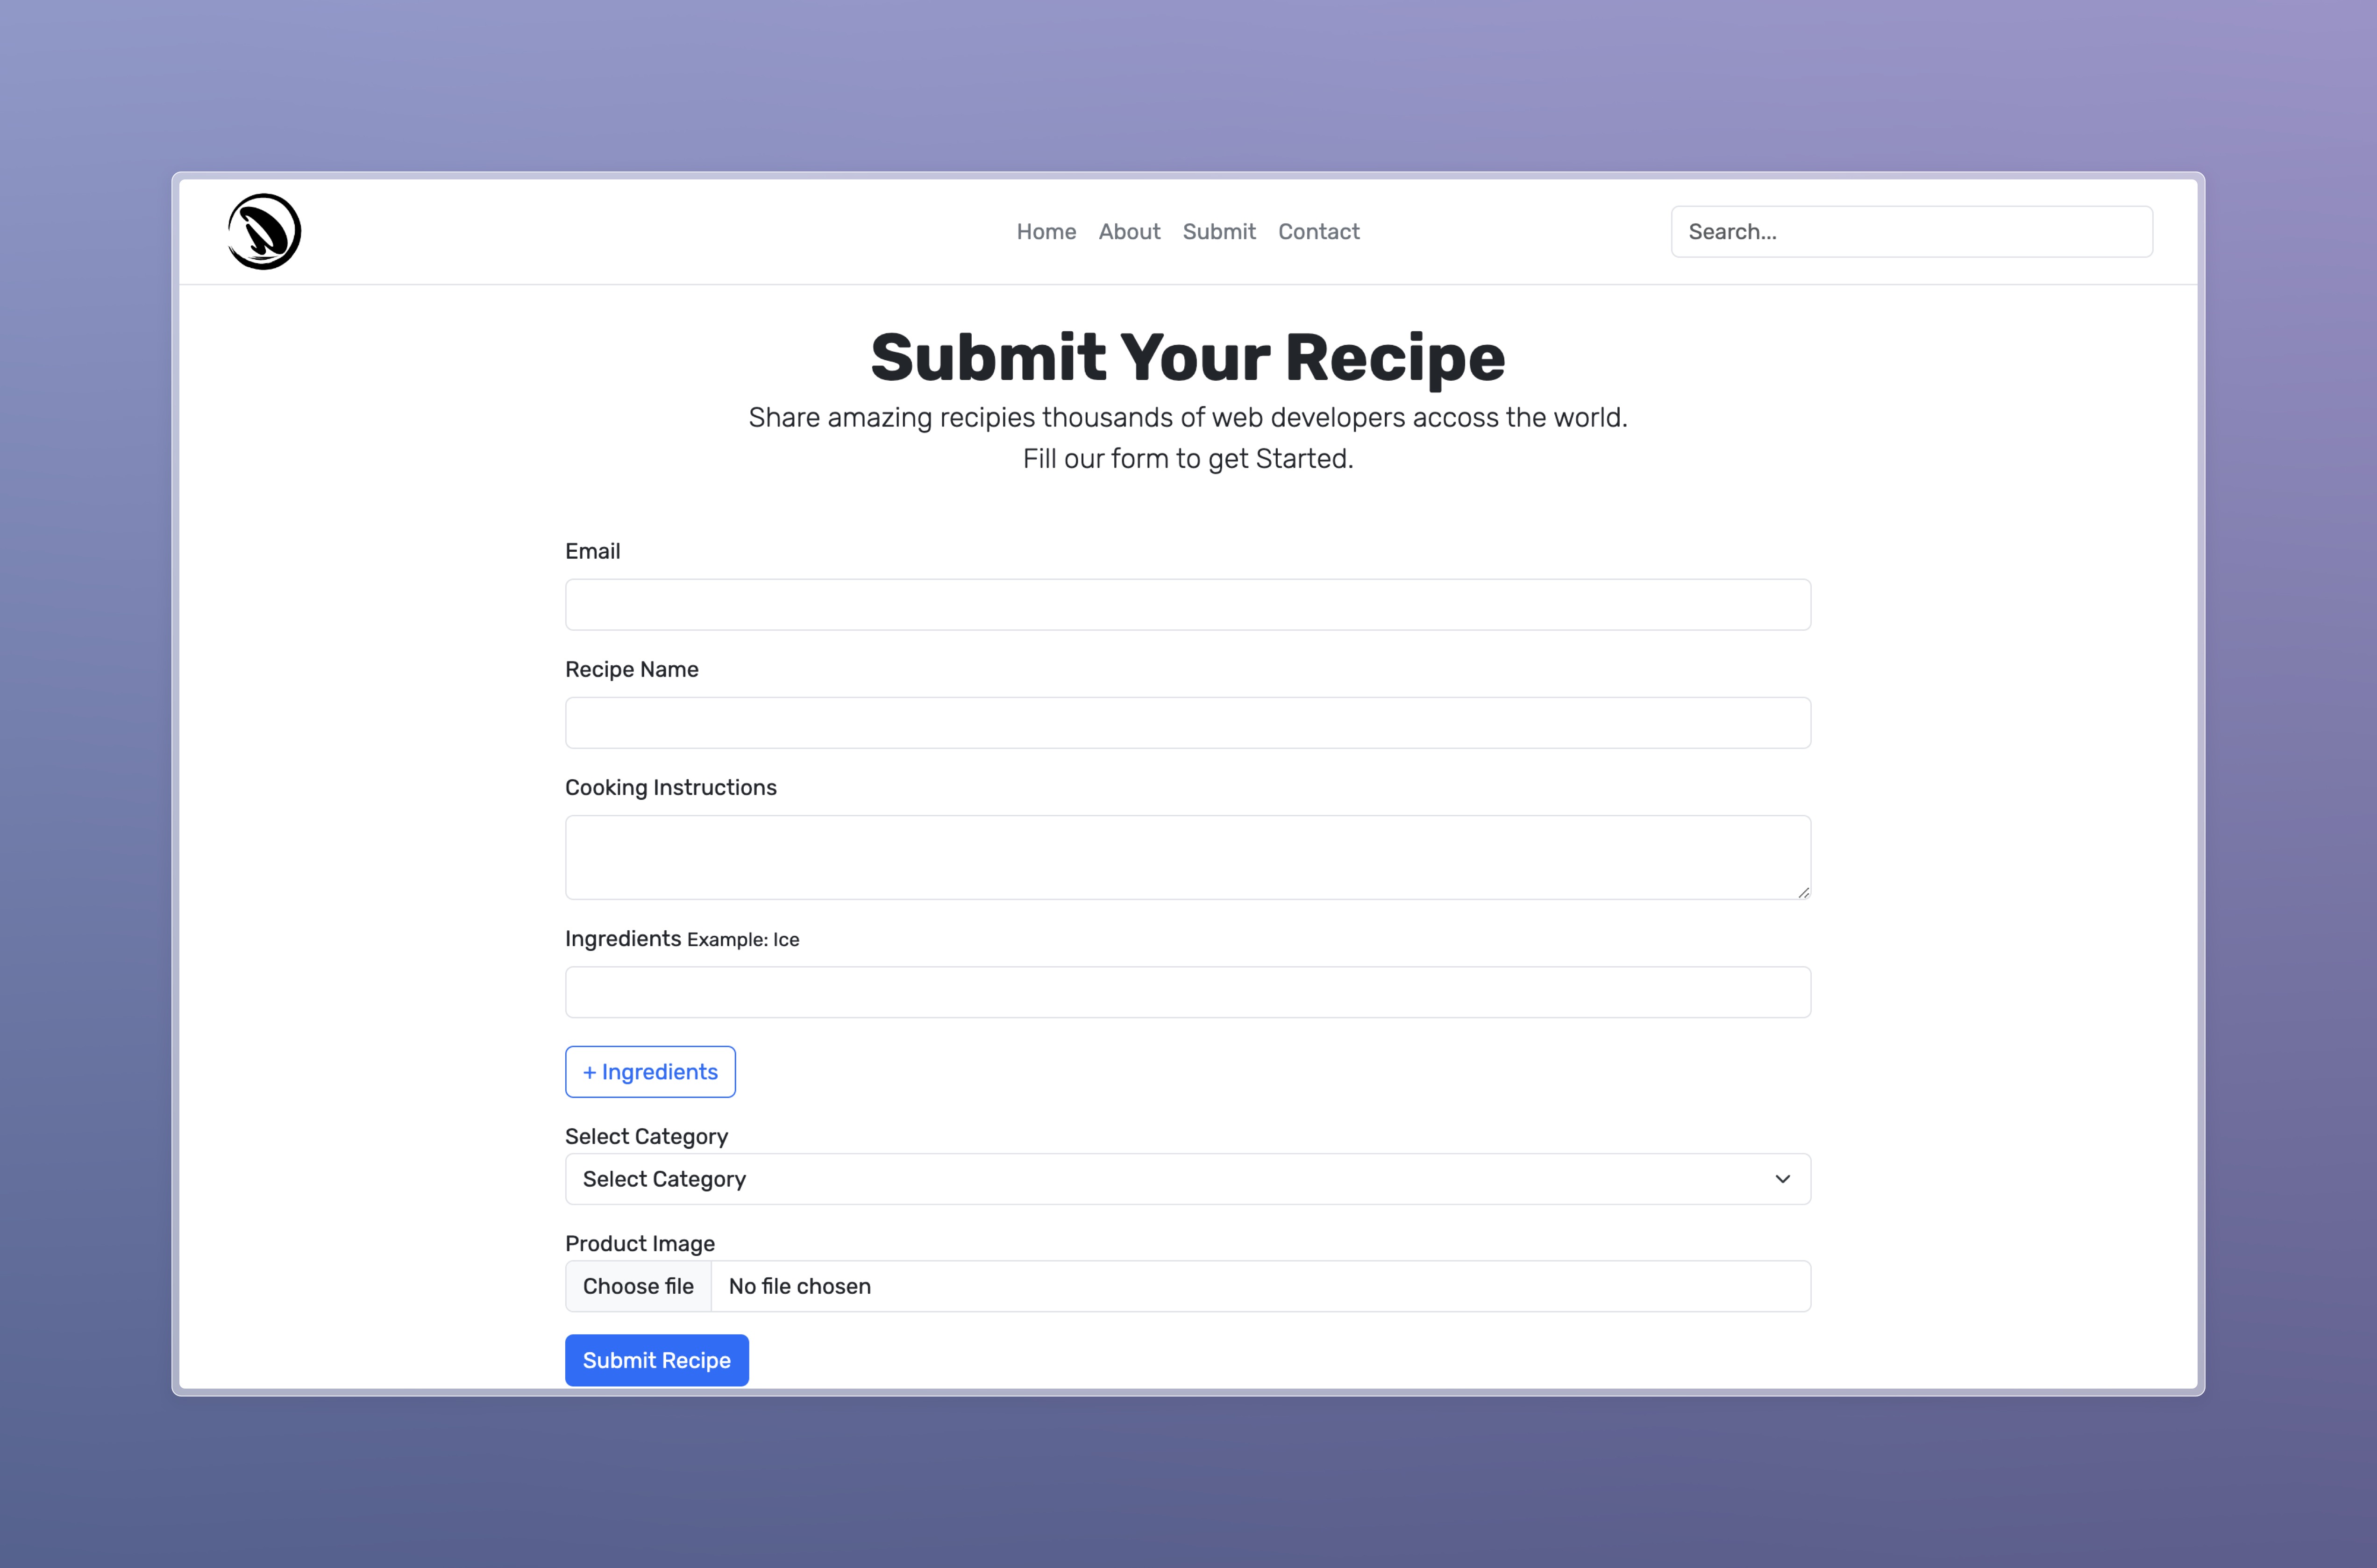 Home About Submit Contact Search...
Submit Your Recipe
Share amazing recipies thousands of web developers accoss the world.
Fill our form to get Started.
Email
Recipe Name
Cooking Instructions
Ingredients Example: Ice
+ Ingredients
Select Category
Select Category
Product Image
Choose file No file chosen
Submit Recipe